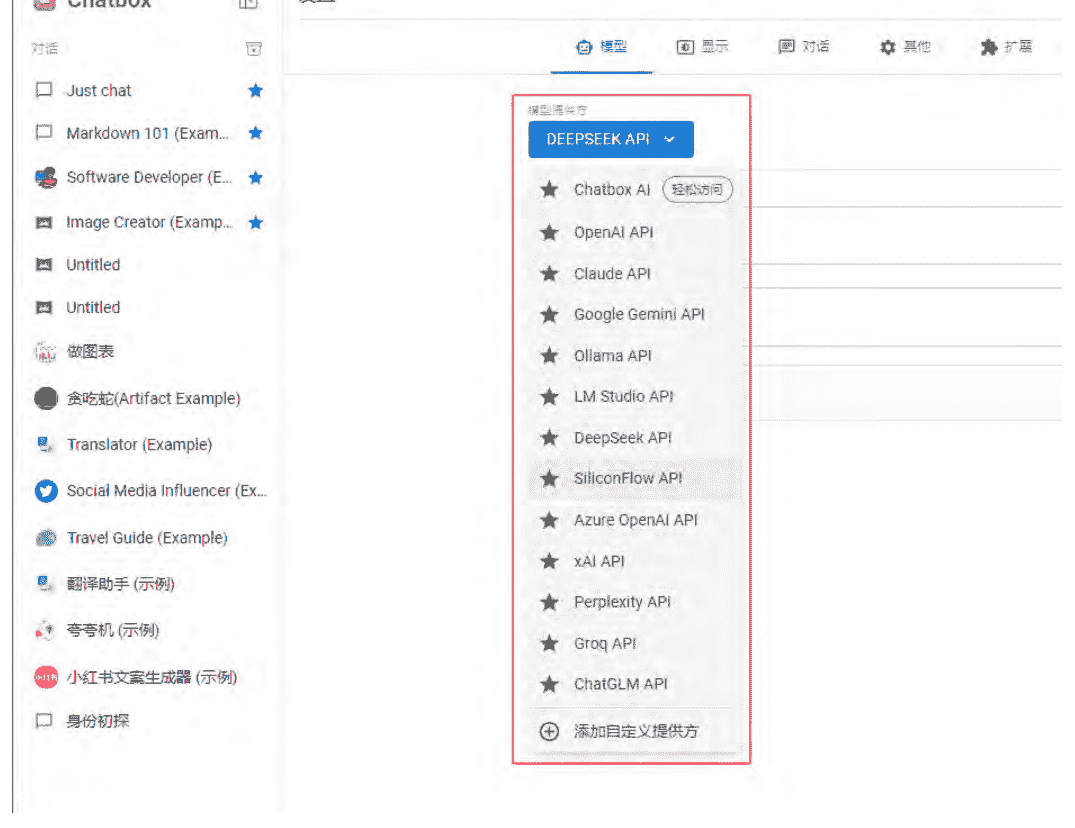 Chatbox
对话
Just chat
Markdown 101 (Exam...
Software Developer (E...
Image Creator (Examp...
Untitled
Untitled
做图表
贪吃蛇(Artifact Example)
Translator (Example)
Social Media Influencer (Ex...
Travel Guide (Example)
翻译助手 (示例)
夸夸机 (示例)
小红书文案生成器 (示例)
身份初探
模型
显示
对话
其他
扩展
模型提供方
DEEPSEEK API
Chatbox AI 轻松访问
OpenAI API
Claude API
Google Gemini API
Ollama API
LM Studio API
DeepSeek API
SiliconFlow API
Azure OpenAI API
xAI API
Perplexity API
Groq API
ChatGLM API
添加自定义提供方